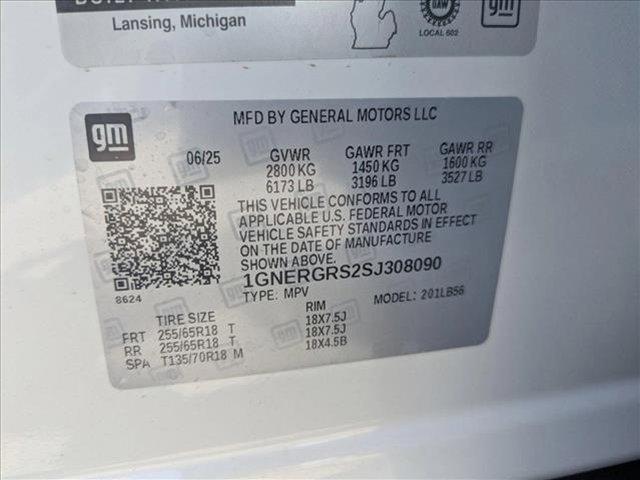 Lansing, Michigan
UAW
LOCAL 602
gm
gm
MFD BY GENERAL MOTORS LLC
06/25 GVWR GAWR FRT GAWR RR
2800 KG 1450 KG 1600 KG
6173 LB 3196 LB 3527 LB
THIS VEHICLE CONFORMS TO ALL
APPLICABLE U.S. FEDERAL MOTOR
VEHICLE SAFETY STANDARDS IN EFFECT
ON THE DATE OF MANUFACTURE
SHOWN ABOVE.
1GNERGRS2SJ308090
8624
TYPE: MPV MODEL: 201LB56
TIRE SIZE RIM
FRT 255/65R18 T 18X7.5J
RR 255/65R18 T 18X7.5J
SPA T135/70R18 M 18X4.5B